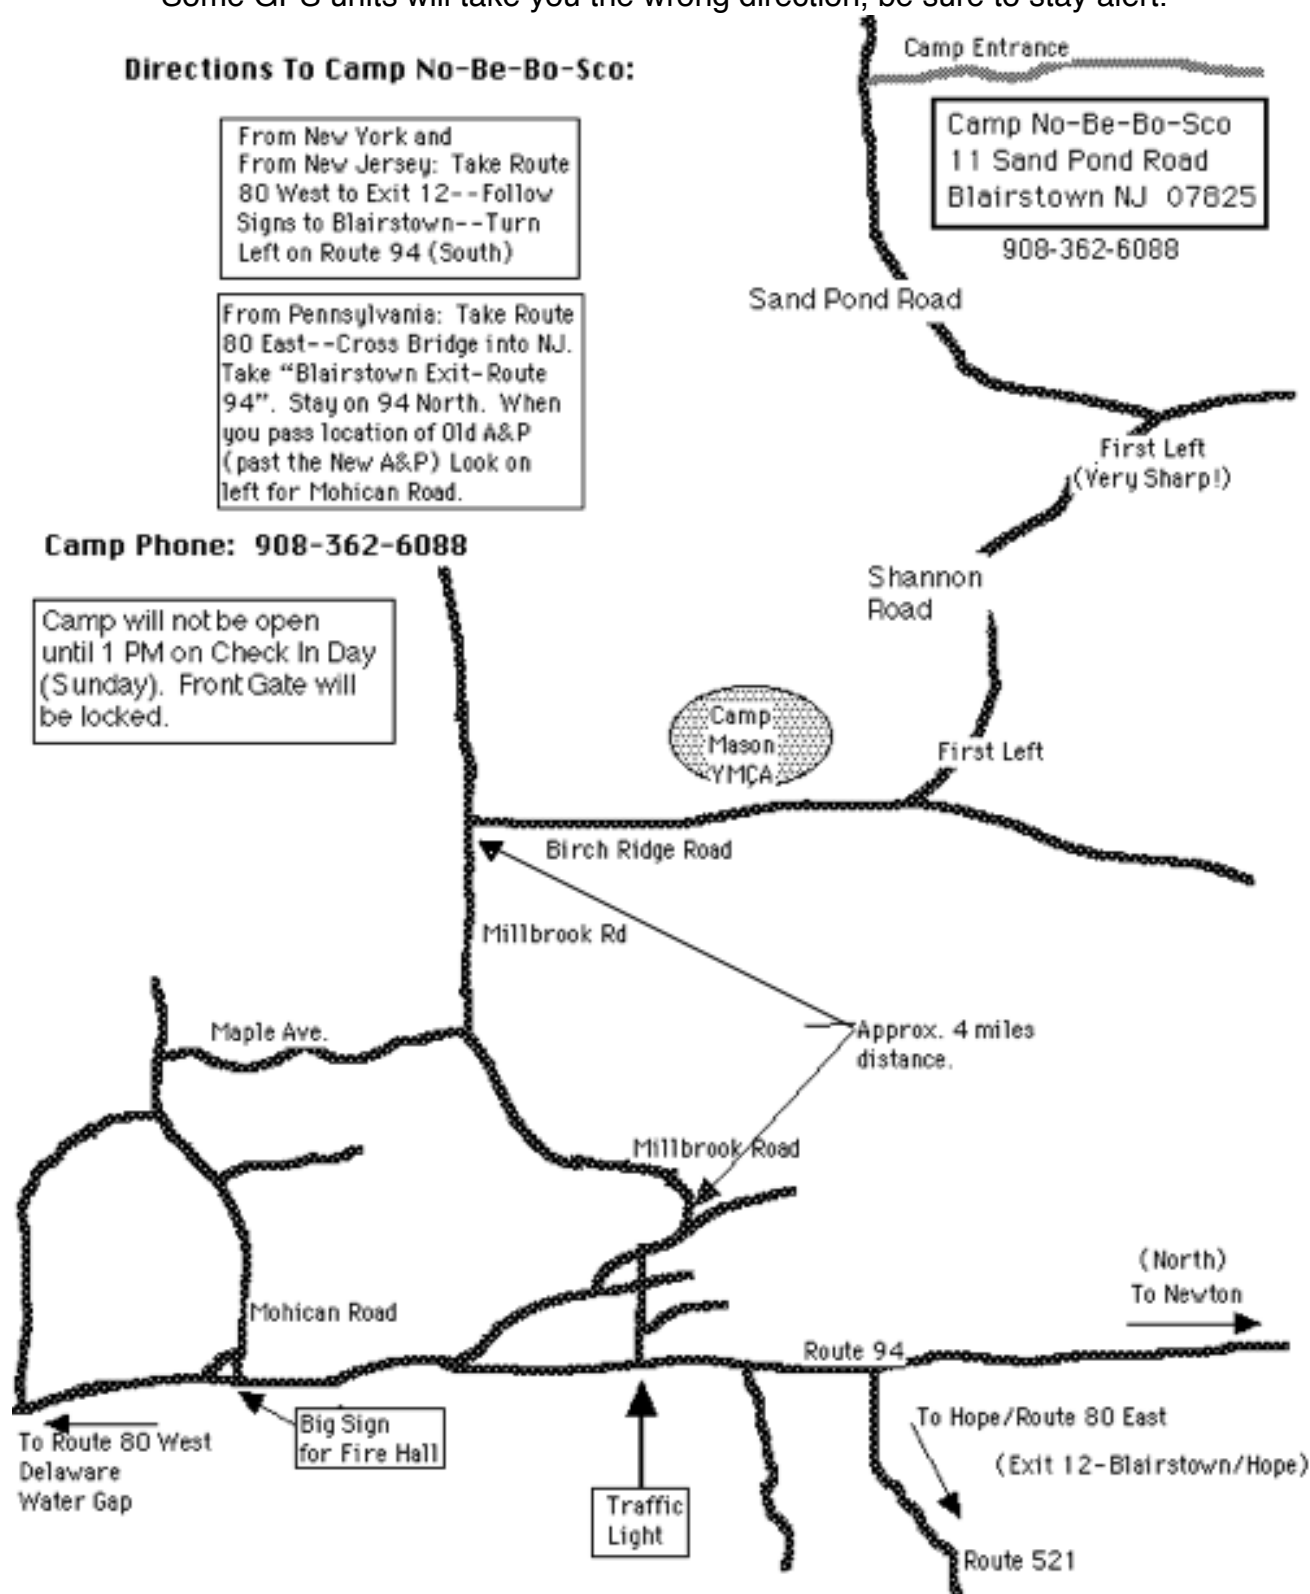 Some GPS units will take you the wrong direction, be sure to stay alert.
Directions To Camp No-Be-Bo-Sco:
From New York and
From New Jersey: Take Route
80 West to Exit 12--Follow
Signs to Blairstown--Turn
Left on Route 94 (South)
From Pennsylvania: Take Route
80 East--Cross Bridge into NJ.
Take “Blairstown Exit-Route
94”. Stay on 94 North. When
you pass location of Old A&P
(past the New A&P) Look on
left for Mohican Road.
Camp Phone: 908-362-6088
Camp will not be open
until 1 PM on Check In Day
(Sunday). Front Gate will
be locked.
Camp Entrance
Camp No-Be-Bo-Sco
11 Sand Pond Road
Blairstown NJ 07825
908-362-6088
Sand Pond Road
First Left
(Very Sharp!)
Shannon
Road
Camp
Mason
YMCA
First Left
Birch Ridge Road
Millbrook Rd
Maple Ave.
Approx. 4 miles
distance.
Millbrook Road
(North)
To Newton
Mohican Road
Route 94
Big Sign
for Fire Hall
To Route 80 West
Delaware
Water Gap
Traffic
Light
To Hope/Route 80 East
(Exit 12-Blairstown/Hope)
Route 521